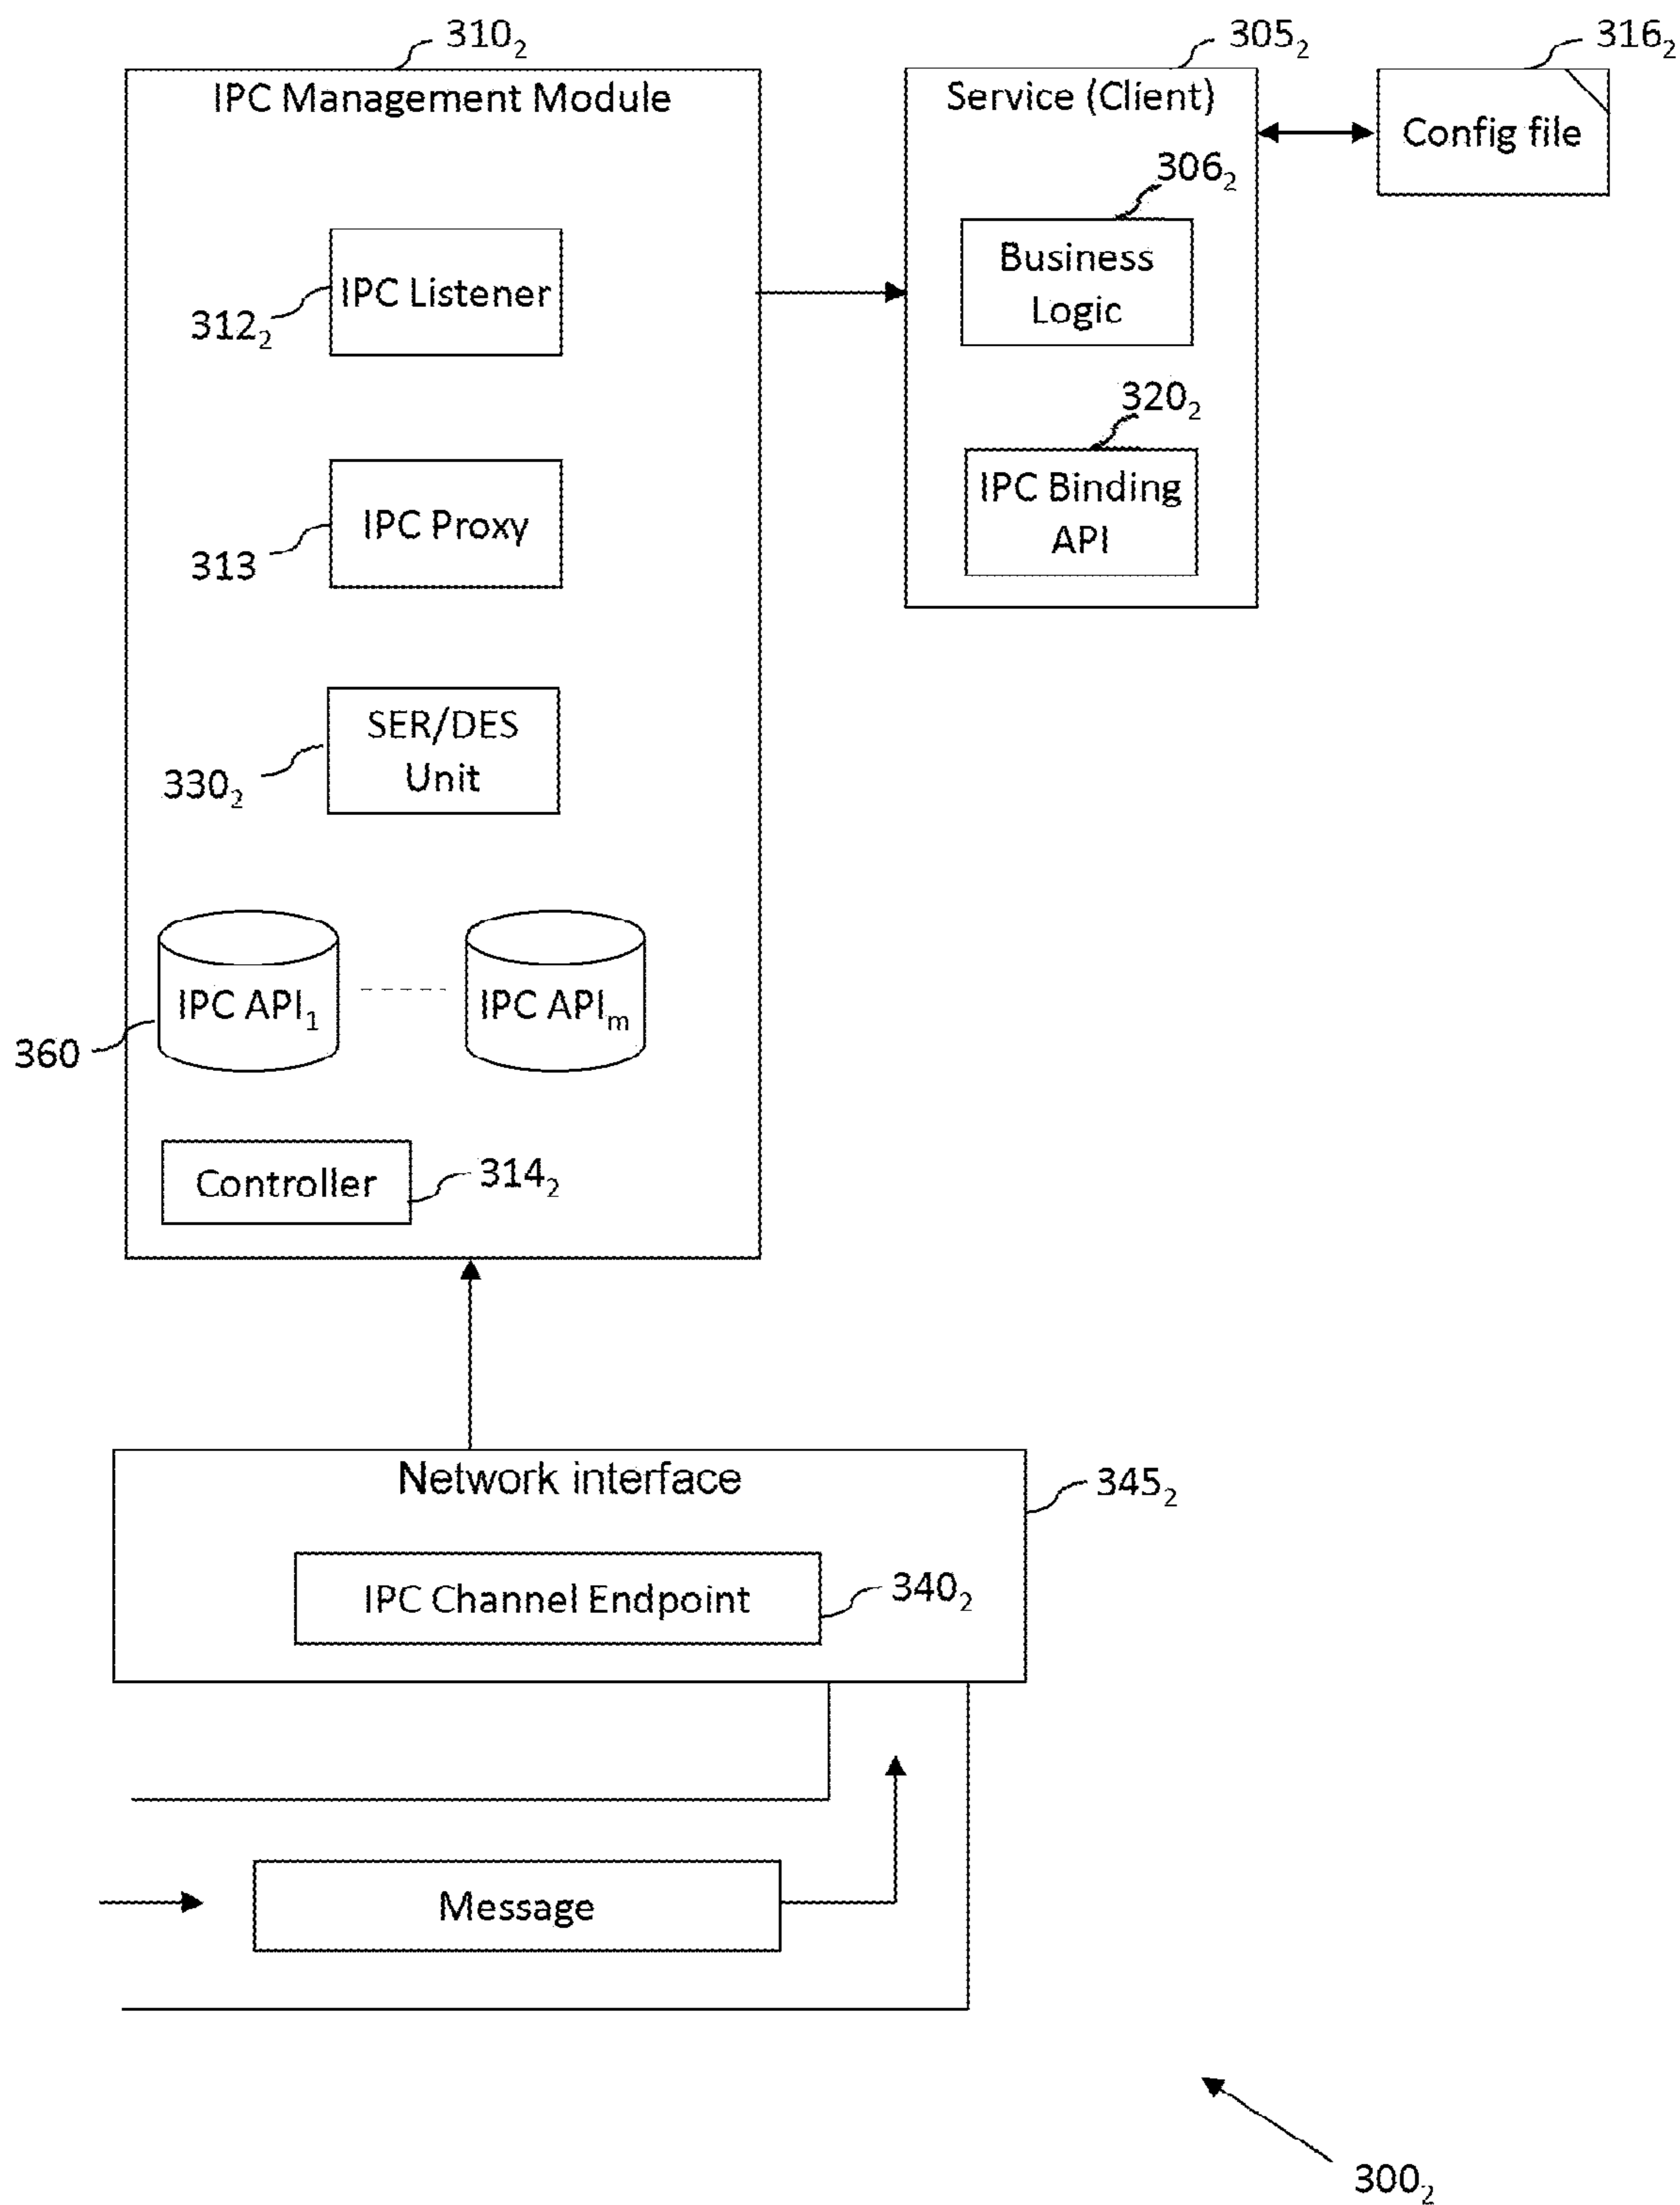 310₂
305₂
316₂
IPC Management Module
Service (Client)
Config file
306₂
Business
Logic
IPC Listener
312₂
320₂
IPC Binding
API
IPC Proxy
313
SER/DES
Unit
330₂
IPC API₁
IPC APIₘ
360
Controller
314₂
Network interface
345₂
IPC Channel Endpoint
340₂
Message
300₂